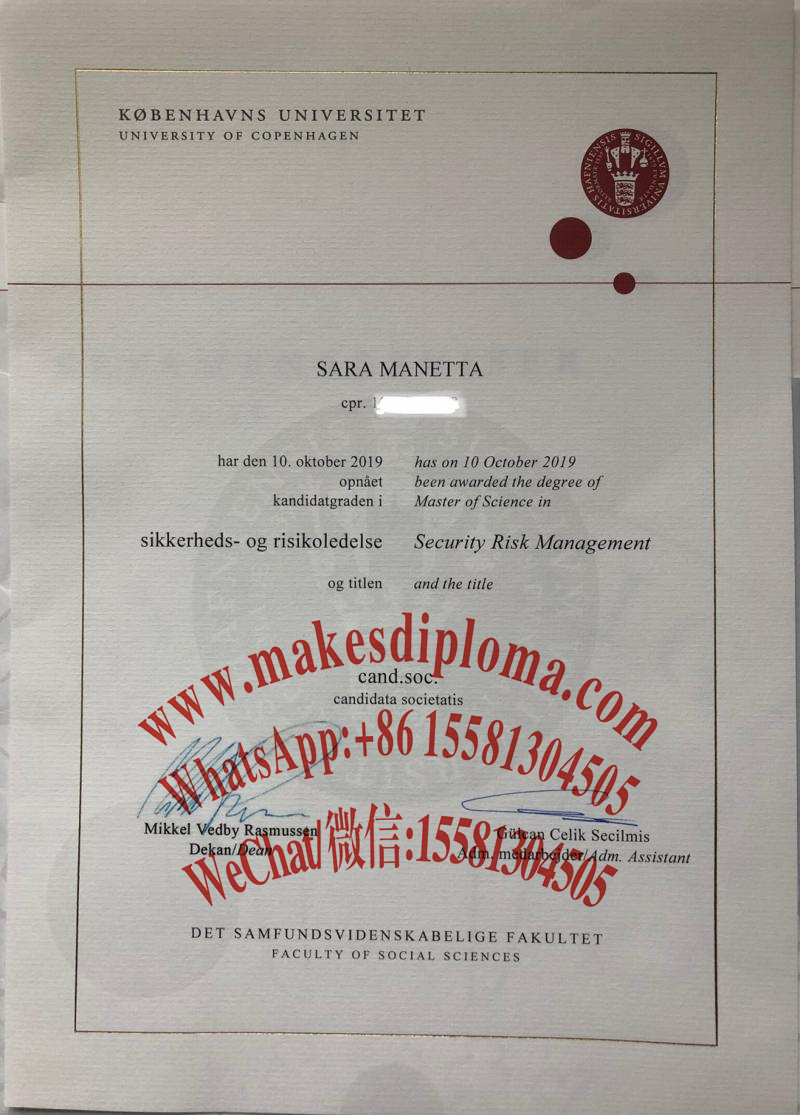 KØBENHAVNS UNIVERSITET
UNIVERSITY OF COPENHAGEN
SIGILLVM UNIVERSITATIS HAFNIENSIS
SARA MANETTA
cpr.
har den 10. oktober 2019 has on 10 October 2019
opnået been awarded the degree of
kandidatgraden i Master of Science in
sikkerheds- og risikoledelse Security Risk Management
og titlen and the title
www.makesdiploma.com
cand.soc.
candidata societatis
WhatsApp:+86 15581304505
Mikkel Vedby Rasmussen Gülcan Celik Secilmis
Dekan/Dean Adm. medarbejder/Adm. Assistant
WeChat/微信:15581304505
DET SAMFUNDSVIDENSKABELIGE FAKULTET
FACULTY OF SOCIAL SCIENCES